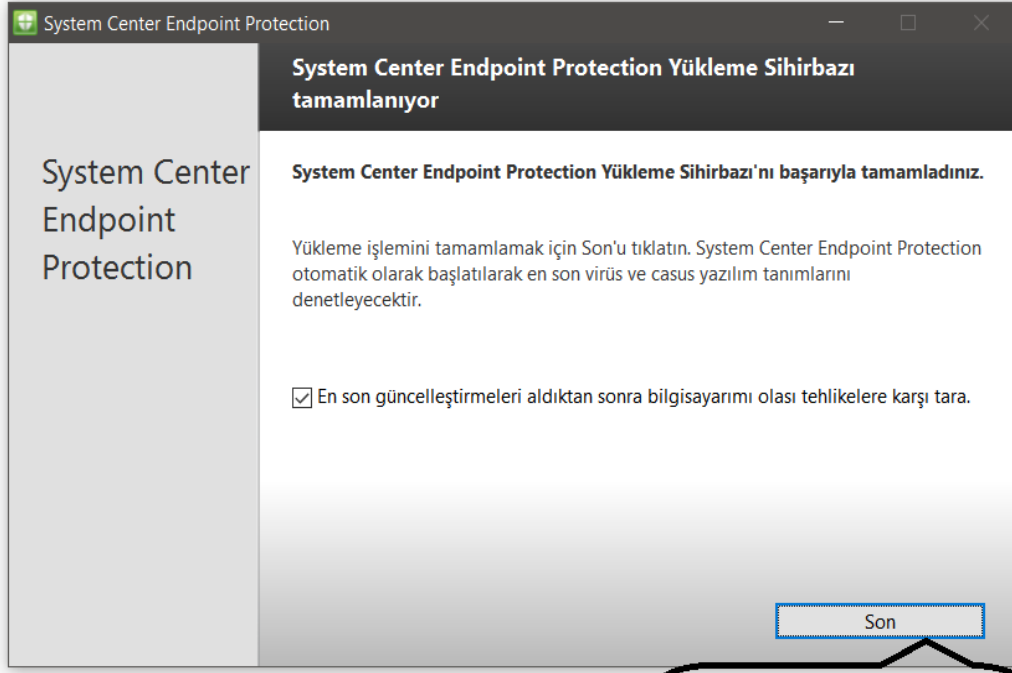 System Center Endpoint Protection
System Center Endpoint Protection Yükleme Sihirbazı
tamamlanıyor
System Center
Endpoint
Protection
System Center Endpoint Protection Yükleme Sihirbazı'nı başarıyla tamamladınız.
Yükleme işlemini tamamlamak için Son'u tıklatın. System Center Endpoint Protection
otomatik olarak başlatılarak en son virüs ve casus yazılım tanımlarını
denetleyecektir.
En son güncelleştirmeleri aldıktan sonra bilgisayarımı olası tehlikelere karşı tara.
Son